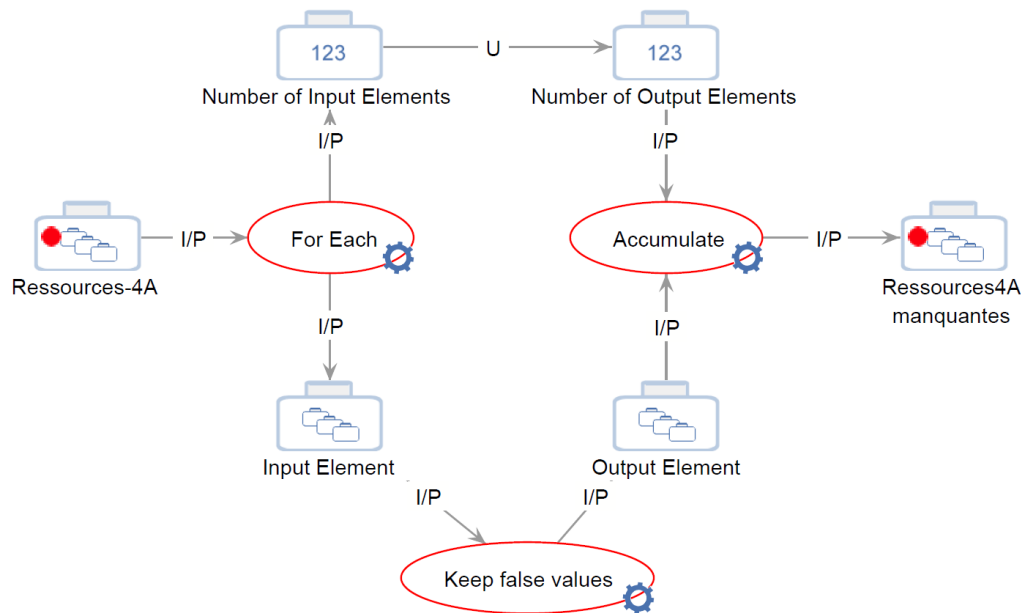 123
U
123
Number of Input Elements
Number of Output Elements
I/P
I/P
I/P
For Each
Accumulate
I/P
Ressources-4A
Ressources4A
manquantes
I/P
I/P
Input Element
Output Element
I/P
I/P
Keep false values